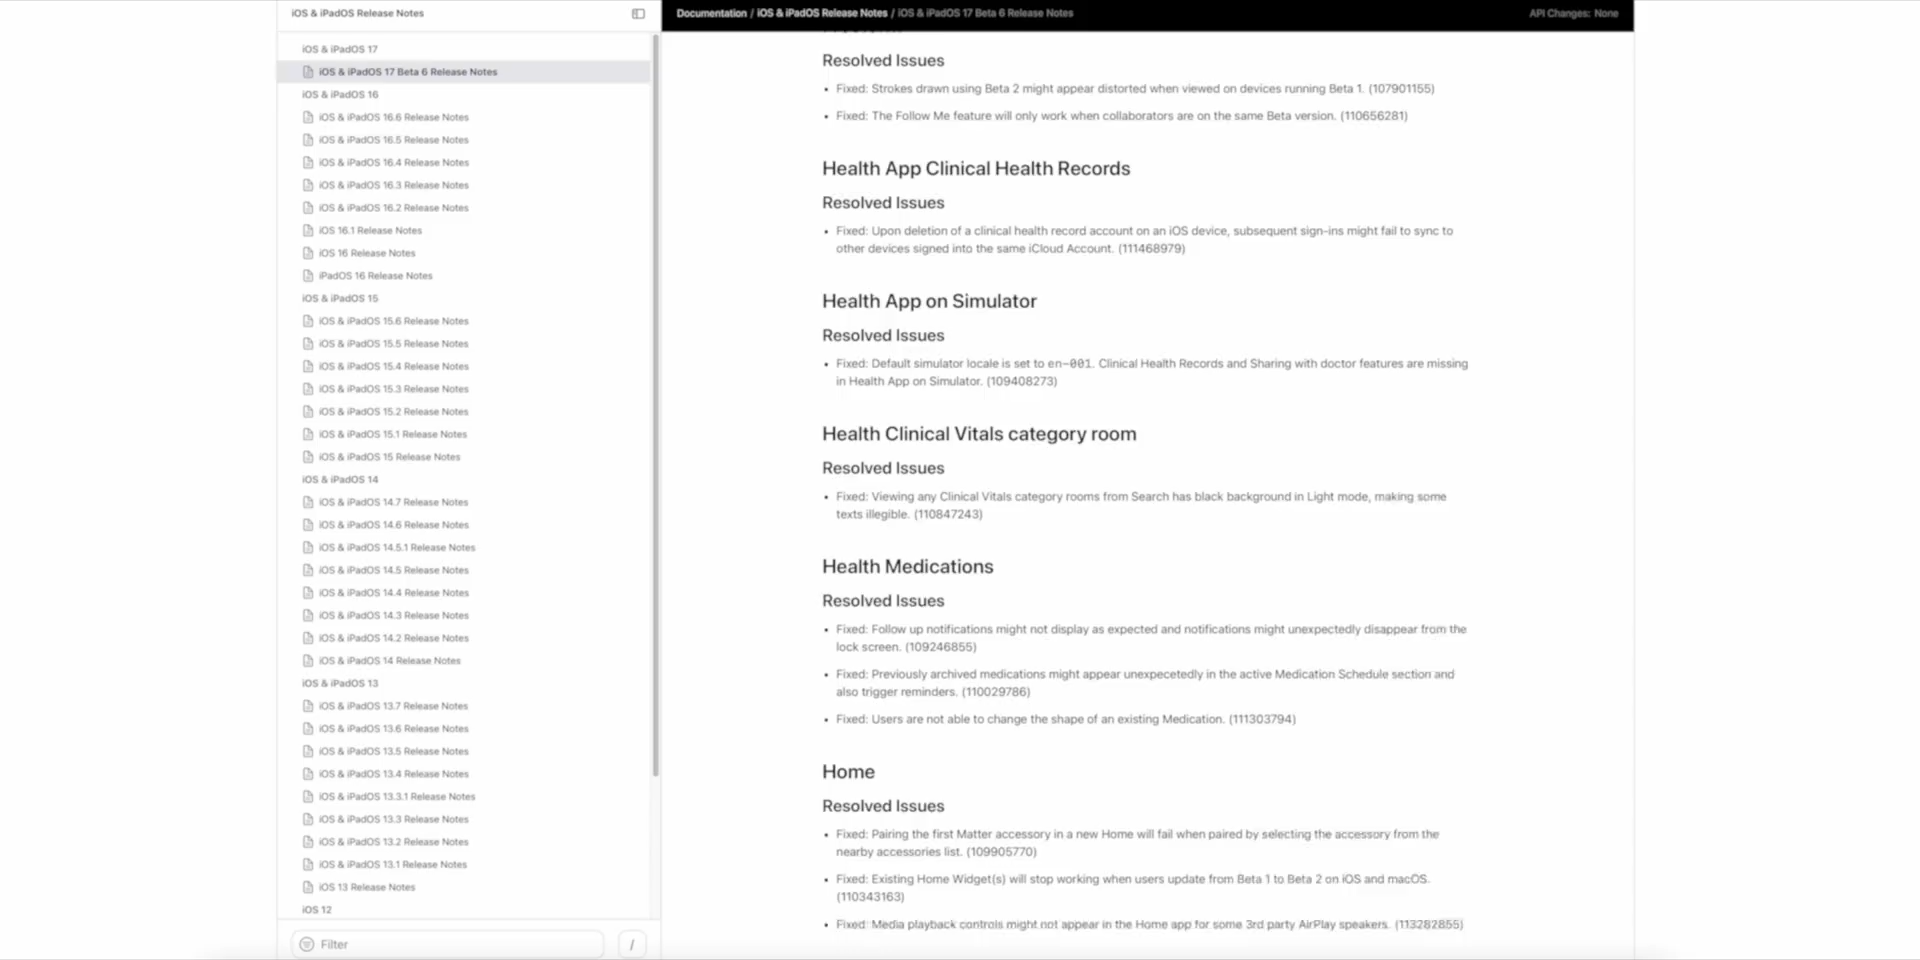 iOS & iPadOS Release Notes
iOS & iPadOS 17
iOS & iPadOS 17 Beta 6 Release Notes
iOS & iPadOS 16
iOS & iPadOS 16.6 Release Notes
iOS & iPadOS 16.5 Release Notes
iOS & iPadOS 16.4 Release Notes
iOS & iPadOS 16.3 Release Notes
iOS & iPadOS 16.2 Release Notes
iOS 16.1 Release Notes
iOS 16 Release Notes
iPadOS 16 Release Notes
iOS & iPadOS 15
iOS & iPadOS 15.6 Release Notes
iOS & iPadOS 15.5 Release Notes
iOS & iPadOS 15.4 Release Notes
iOS & iPadOS 15.3 Release Notes
iOS & iPadOS 15.2 Release Notes
iOS & iPadOS 15.1 Release Notes
iOS & iPadOS 15 Release Notes
iOS & iPadOS 14
iOS & iPadOS 14.7 Release Notes
iOS & iPadOS 14.6 Release Notes
iOS & iPadOS 14.5.1 Release Notes
iOS & iPadOS 14.5 Release Notes
iOS & iPadOS 14.4 Release Notes
iOS & iPadOS 14.3 Release Notes
iOS & iPadOS 14.2 Release Notes
iOS & iPadOS 14 Release Notes
iOS & iPadOS 13
iOS & iPadOS 13.7 Release Notes
iOS & iPadOS 13.6 Release Notes
iOS & iPadOS 13.5 Release Notes
iOS & iPadOS 13.4 Release Notes
iOS & iPadOS 13.3.1 Release Notes
iOS & iPadOS 13.3 Release Notes
iOS & iPadOS 13.2 Release Notes
iOS & iPadOS 13.1 Release Notes
iOS 13 Release Notes
iOS 12
Filter
/
Documentation / iOS & iPadOS Release Notes / iOS & iPadOS 17 Beta 6 Release Notes
API Changes: None
Resolved Issues
• Fixed: Strokes drawn using Beta 2 might appear distorted when viewed on devices running Beta 1. (107901155)
• Fixed: The Follow Me feature will only work when collaborators are on the same Beta version. (110656281)
Health App Clinical Health Records
Resolved Issues
• Fixed: Upon deletion of a clinical health record account on an iOS device, subsequent sign-ins might fail to sync to
other devices signed into the same iCloud Account. (111468979)
Health App on Simulator
Resolved Issues
• Fixed: Default simulator locale is set to en-001. Clinical Health Records and Sharing with doctor features are missing
in Health App on Simulator. (109408273)
Health Clinical Vitals category room
Resolved Issues
• Fixed: Viewing any Clinical Vitals category rooms from Search has black background in Light mode, making some
texts illegible. (110847243)
Health Medications
Resolved Issues
• Fixed: Follow up notifications might not display as expected and notifications might unexpectedly disappear from the
lock screen. (109246855)
• Fixed: Previously archived medications might appear unexpecetedly in the active Medication Schedule section and
also trigger reminders. (110029786)
• Fixed: Users are not able to change the shape of an existing Medication. (111303794)
Home
Resolved Issues
• Fixed: Pairing the first Matter accessory in a new Home will fail when paired by selecting the accessory from the
nearby accessories list. (109905770)
• Fixed: Existing Home Widget(s) will stop working when users update from Beta 1 to Beta 2 on iOS and macOS.
(110343163)
• Fixed: Media playback controls might not appear in the Home app for some 3rd party AirPlay speakers. (113282855)